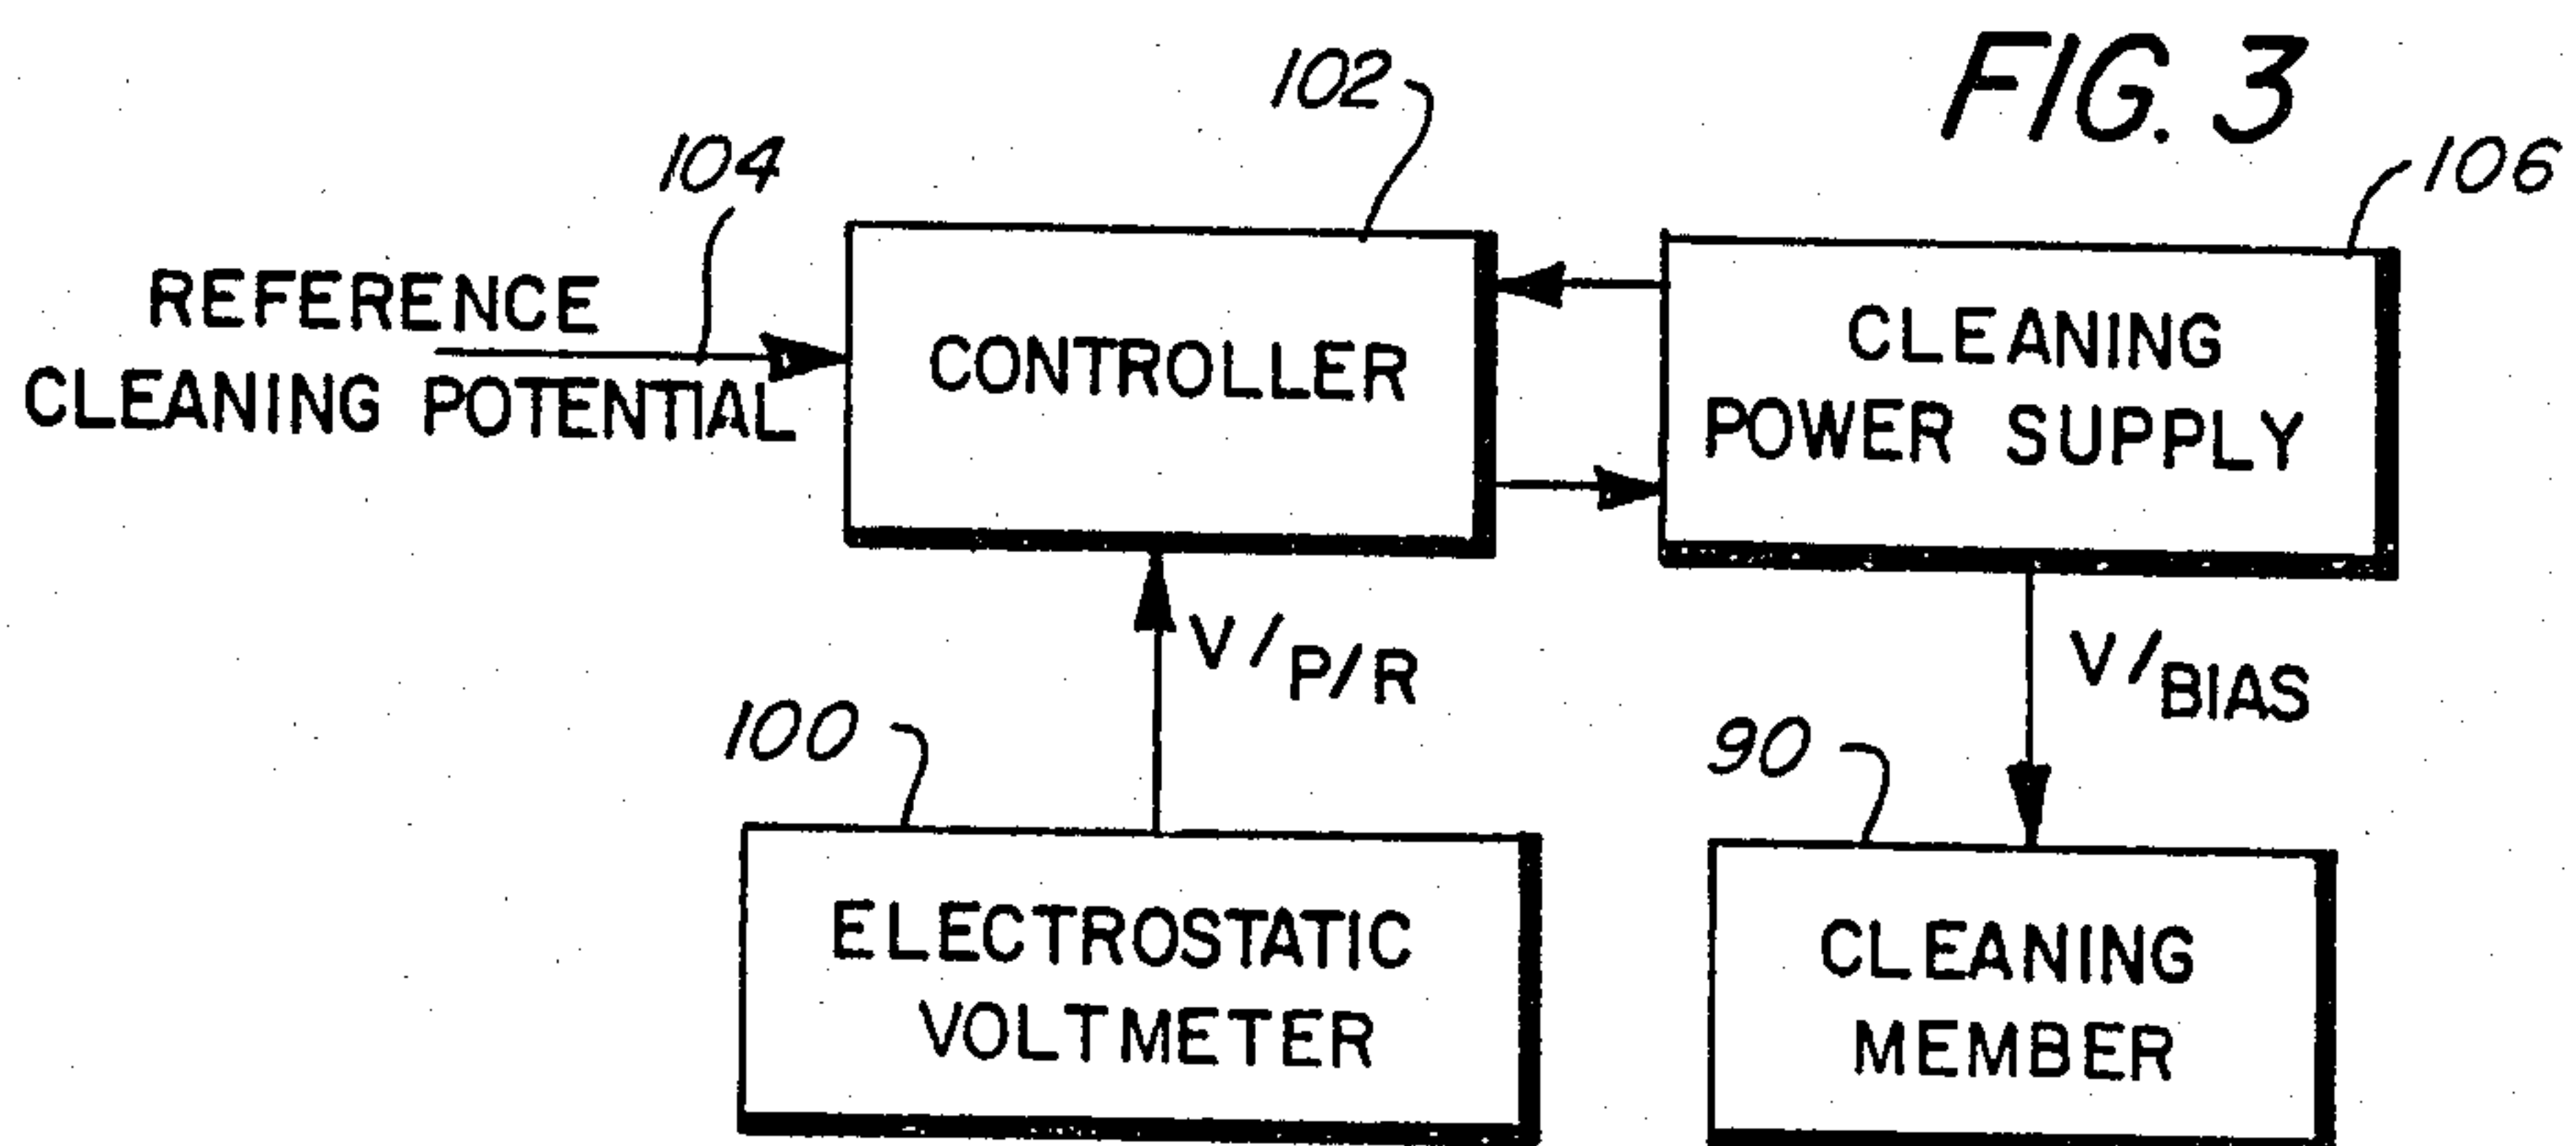 FIG. 3
102
104
106
REFERENCE
CLEANING POTENTIAL
CONTROLLER
CLEANING
POWER SUPPLY
V/P/R
V/BIAS
100
90
ELECTROSTATIC
VOLTMETER
CLEANING
MEMBER